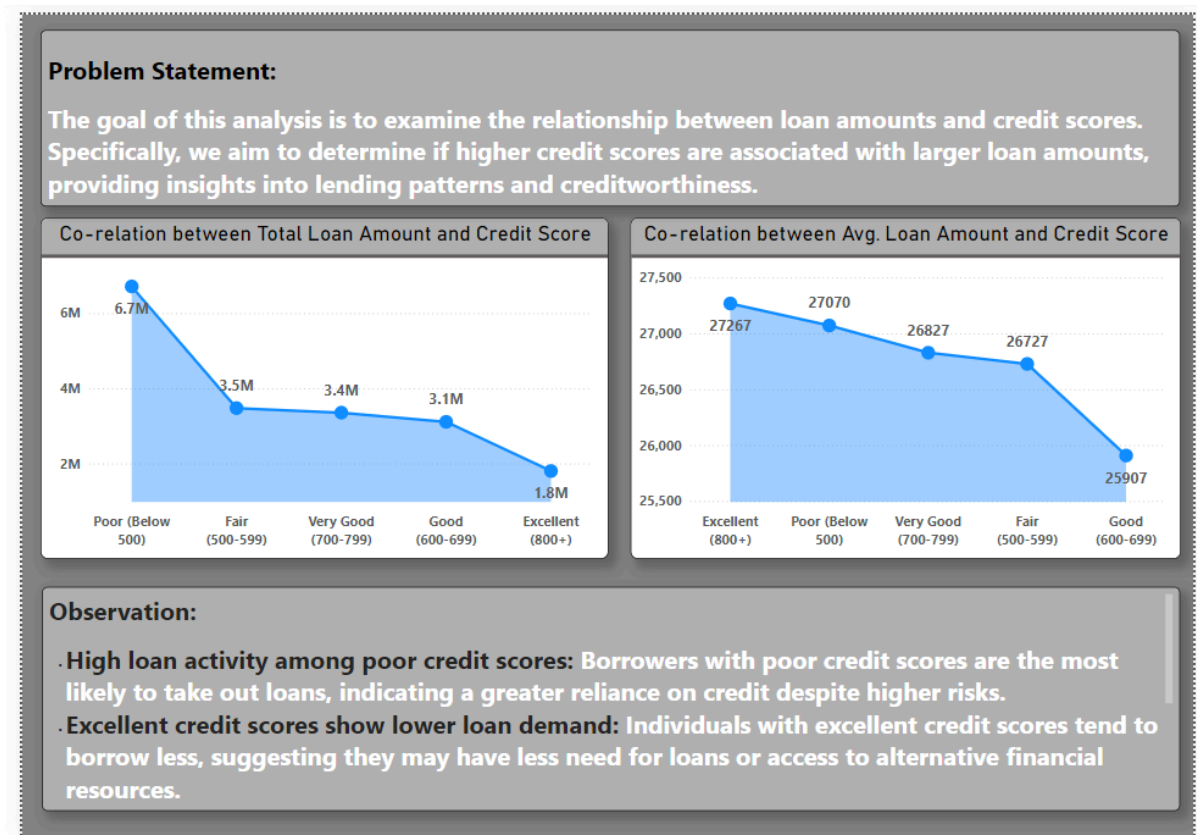 Problem Statement:
The goal of this analysis is to examine the relationship between loan amounts and credit scores.
Specifically, we aim to determine if higher credit scores are associated with larger loan amounts,
providing insights into lending patterns and creditworthiness.
Co-relation between Total Loan Amount and Credit Score
6M
4M
2M
6.7M
3.5M
3.4M
3.1M
1.8M
Poor (Below
500)
Fair
(500-599)
Very Good
(700-799)
Good
(600-699)
Excellent
(800+)
Co-relation between Avg. Loan Amount and Credit Score
27,500
27,000
26,500
26,000
25,500
27267
27070
26827
26727
25907
Excellent
(800+)
Poor (Below
500)
Very Good
(700-799)
Fair
(500-599)
Good
(600-699)
Observation:
· High loan activity among poor credit scores: Borrowers with poor credit scores are the most
likely to take out loans, indicating a greater reliance on credit despite higher risks.
· Excellent credit scores show lower loan demand: Individuals with excellent credit scores tend to
borrow less, suggesting they may have less need for loans or access to alternative financial
resources.